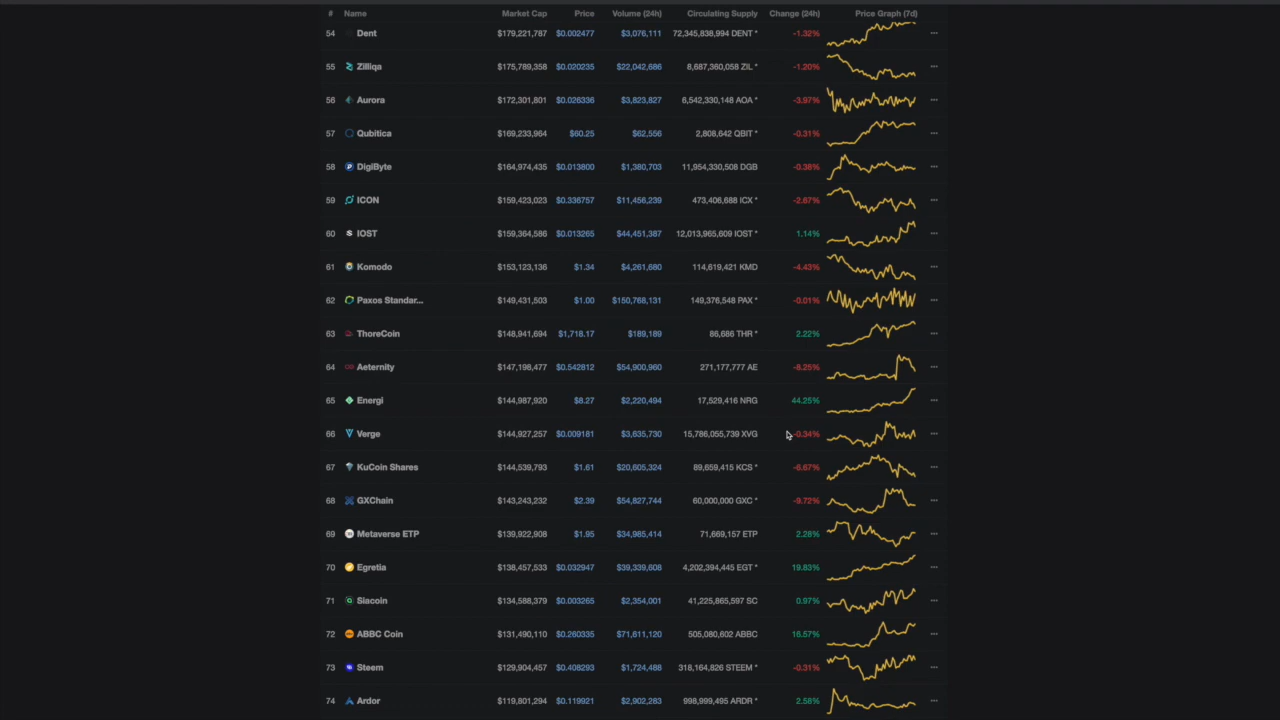 # Name Market Cap Price Volume (24h) Circulating Supply Change (24h) Price Graph (7d)
54 Dent $179,221,787 $0.002477 $3,076,111 72,345,838,994 DENT * -1.32%
55 Zilliqa $175,789,358 $0.020235 $22,042,686 8,687,360,058 ZIL * -1.20%
56 Aurora $172,301,801 $0.026336 $3,823,827 6,542,330,148 AOA * -3.97%
57 Qubitica $169,233,964 $60.25 $62,556 2,808,642 QBIT * -0.31%
58 DigiByte $164,974,435 $0.013800 $1,380,703 11,954,330,508 DGB -0.38%
59 ICON $159,423,023 $0.336757 $11,456,239 473,406,688 ICX * -2.67%
60 IOST $159,364,586 $0.013265 $44,451,387 12,013,965,609 IOST * 1.14%
61 Komodo $153,123,136 $1.34 $4,261,680 114,619,421 KMD -4.43%
62 Paxos Standar... $149,431,503 $1.00 $150,768,131 149,376,548 PAX * -0.01%
63 ThoreCoin $148,941,694 $1,718.17 $189,189 86,686 THR * 2.22%
64 Aeternity $147,198,477 $0.542812 $54,900,960 271,177,777 AE -8.25%
65 Energi $144,987,920 $8.27 $2,220,494 17,529,416 NRG 44.25%
66 Verge $144,927,257 $0.009181 $3,635,730 15,786,055,739 XVG -0.34%
67 KuCoin Shares $144,539,793 $1.61 $20,605,324 89,659,415 KCS * -6.67%
68 GXChain $143,243,232 $2.39 $54,827,744 60,000,000 GXC * -9.72%
69 Metaverse ETP $139,922,908 $1.95 $34,985,414 71,669,157 ETP 2.28%
70 Egretia $138,457,533 $0.032947 $39,339,608 4,202,394,445 EGT * 19.83%
71 Siacoin $134,588,379 $0.003265 $2,354,001 41,225,865,597 SC 0.97%
72 ABBC Coin $131,490,110 $0.260335 $71,611,120 505,080,602 ABBC 16.57%
73 Steem $129,904,457 $0.408293 $1,724,488 318,164,826 STEEM * -0.31%
74 Ardor $119,801,294 $0.119921 $2,902,283 998,999,495 ARDR * 2.58%